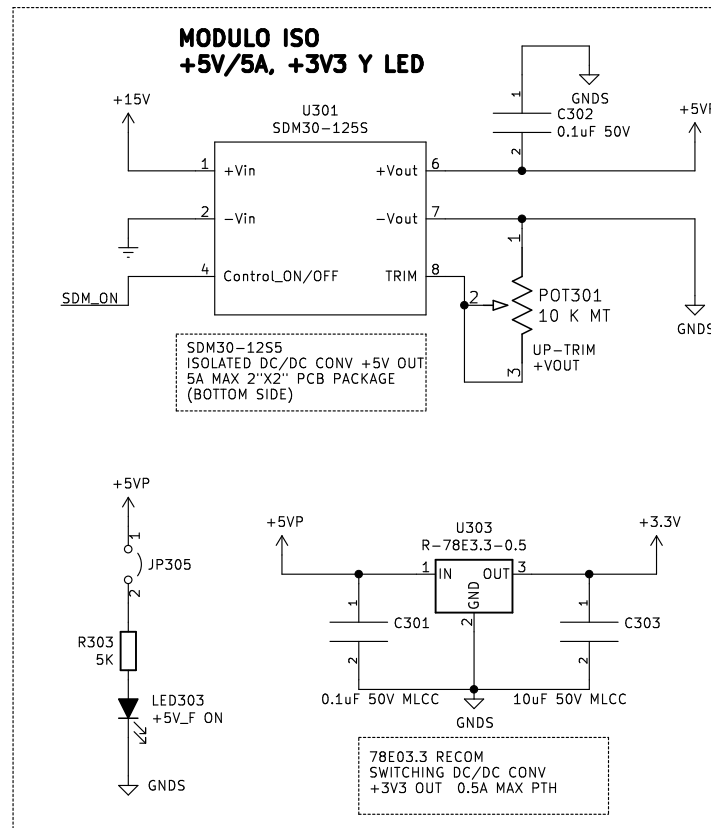 MODULO ISO
+5V/5A, +3V3 Y LED
+15V
U301
SDM30-125S
1
+Vin
2
-Vin
4
Control_ON/OFF
SDM_ON
+Vout
6
-Vout
7
TRIM
8
1
GNDS
C302
0.1uF 50V
2
+5VP
1
2
POT301
10 K MT
3
UP-TRIM
+VOUT
GNDS
SDM30-12S5
ISOLATED DC/DC CONV +5V OUT
5A MAX 2"X2" PCB PACKAGE
(BOTTOM SIDE)
+5VP
1
JP305
2
R303
5K
LED303
+5V_F ON
GNDS
+5VP
U303
R-78E3.3-0.5
+3.3V
1
IN
OUT
3
GND
2
1
C301
2
0.1uF 50V MLCC
1
C303
2
10uF 50V MLCC
GNDS
78E03.3 RECOM
SWITCHING DC/DC CONV
+3V3 OUT 0.5A MAX PTH